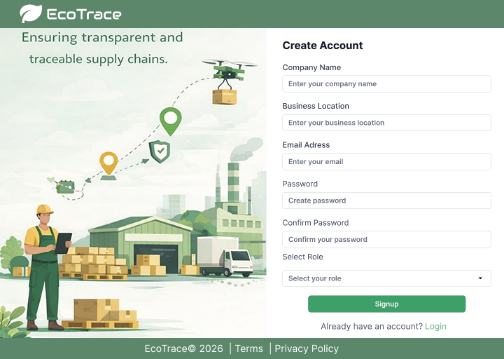 EcoTrace
Ensuring transparent and
traceable supply chains.
Create Account
Company Name
Enter your company name
Business Location
Enter your business location
Email Adress
Enter your email
Password
Create password
Confirm Password
Confirm your password
Select Role
Select your role
Signup
Already have an account? Login
EcoTrace© 2026 | Terms | Privacy Policy